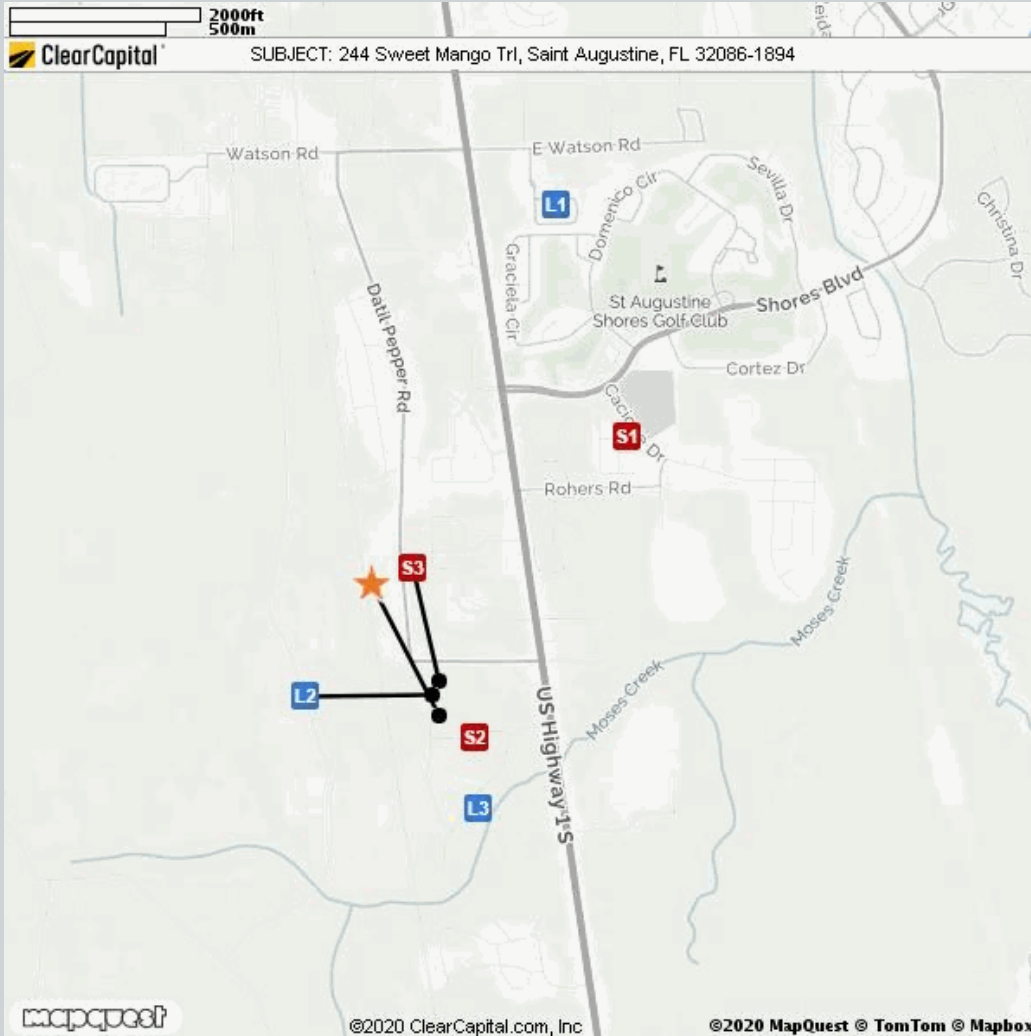 2000ft
500m
ClearCapital
SUBJECT: 244 Sweet Mango Trl, Saint Augustine, FL 32086-1894
Watson Rd
E Watson Rd
L1
Domenico Cir
Sevilla Dr
Christina Dr
Graciela Cir
Datil Pepper Rd
St Augustine
Shores Golf Club
Shores Blvd
Cortez Dr
S1
Rohers Rd
S3
Moses Creek
L2
Moses Creek
US Highway 1 S
S2
L3
mapquest
©2020 ClearCapital.com, Inc
©2020 MapQuest © TomTom © Mapbox